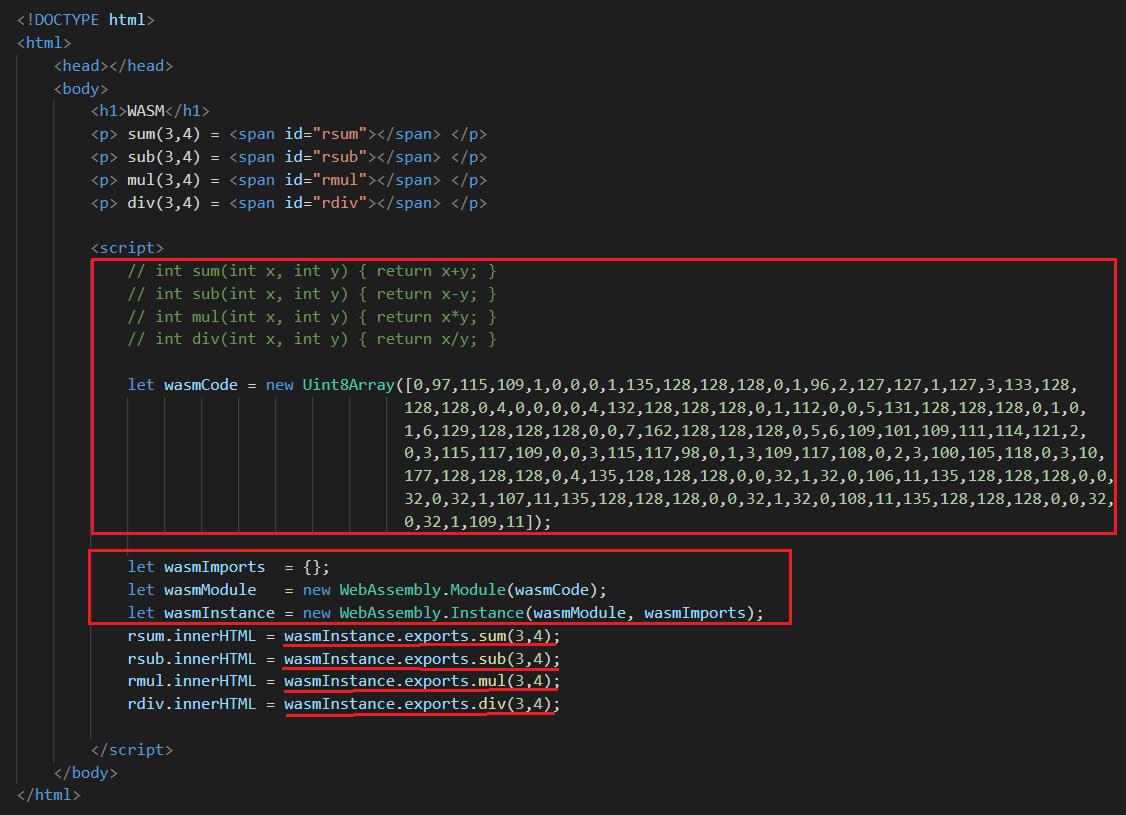 <!DOCTYPE html>
<html>
<head></head>
<body>
<h1>WASM</h1>
<p> sum(3,4) = <span id="rsum"></span> </p>
<p> sub(3,4) = <span id="rsub"></span> </p>
<p> mul(3,4) = <span id="rmul"></span> </p>
<p> div(3,4) = <span id="rdiv"></span> </p>
<script>
// int sum(int x, int y) { return x+y; }
// int sub(int x, int y) { return x-y; }
// int mul(int x, int y) { return x*y; }
// int div(int x, int y) { return x/y; }
let wasmCode = new Uint8Array([0,97,115,109,1,0,0,0,1,135,128,128,128,0,1,96,2,127,127,1,127,3,133,128,
128,128,0,4,0,0,0,0,4,132,128,128,128,0,1,112,0,0,5,131,128,128,128,0,1,0,
1,6,129,128,128,128,0,0,7,162,128,128,128,0,5,6,109,101,109,111,114,121,2,
0,3,115,117,109,0,0,3,115,117,98,0,1,3,109,117,108,0,2,3,100,105,118,0,3,10,
177,128,128,128,0,4,135,128,128,128,0,0,32,1,32,0,106,11,135,128,128,128,0,0,
32,0,32,1,107,11,135,128,128,128,0,0,32,1,32,0,108,11,135,128,128,128,0,0,32,
0,32,1,109,11]);
let wasmImports = {};
let wasmModule = new WebAssembly.Module(wasmCode);
let wasmInstance = new WebAssembly.Instance(wasmModule, wasmImports);
rsum.innerHTML = wasmInstance.exports.sum(3,4);
rsub.innerHTML = wasmInstance.exports.sub(3,4);
rmul.innerHTML = wasmInstance.exports.mul(3,4);
rdiv.innerHTML = wasmInstance.exports.div(3,4);
</script>
</body>
</html>